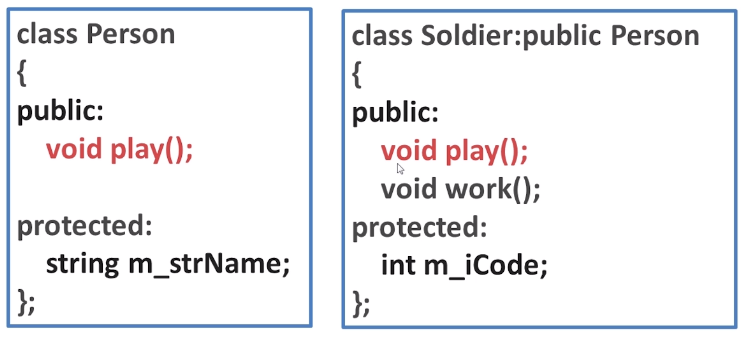 class Person
{
public:
void play();
protected:
string m_strName;
};
class Soldier:public Person
{
public:
void play();
void work();
protected:
int m_iCode;
};